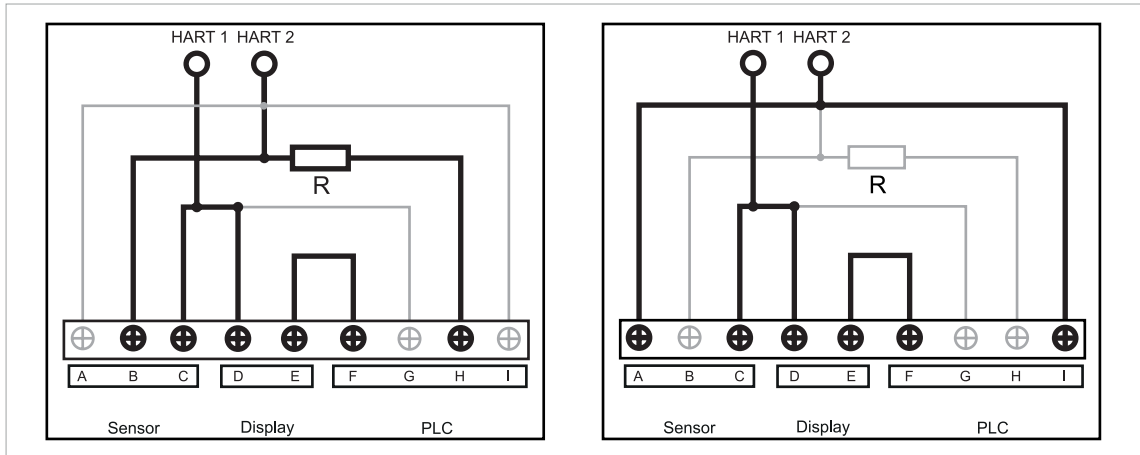 HART 1 HART 2
R
A B C D E F G H I
Sensor Display PLC
HART 1 HART 2
R
A B C D E F G H I
Sensor Display PLC